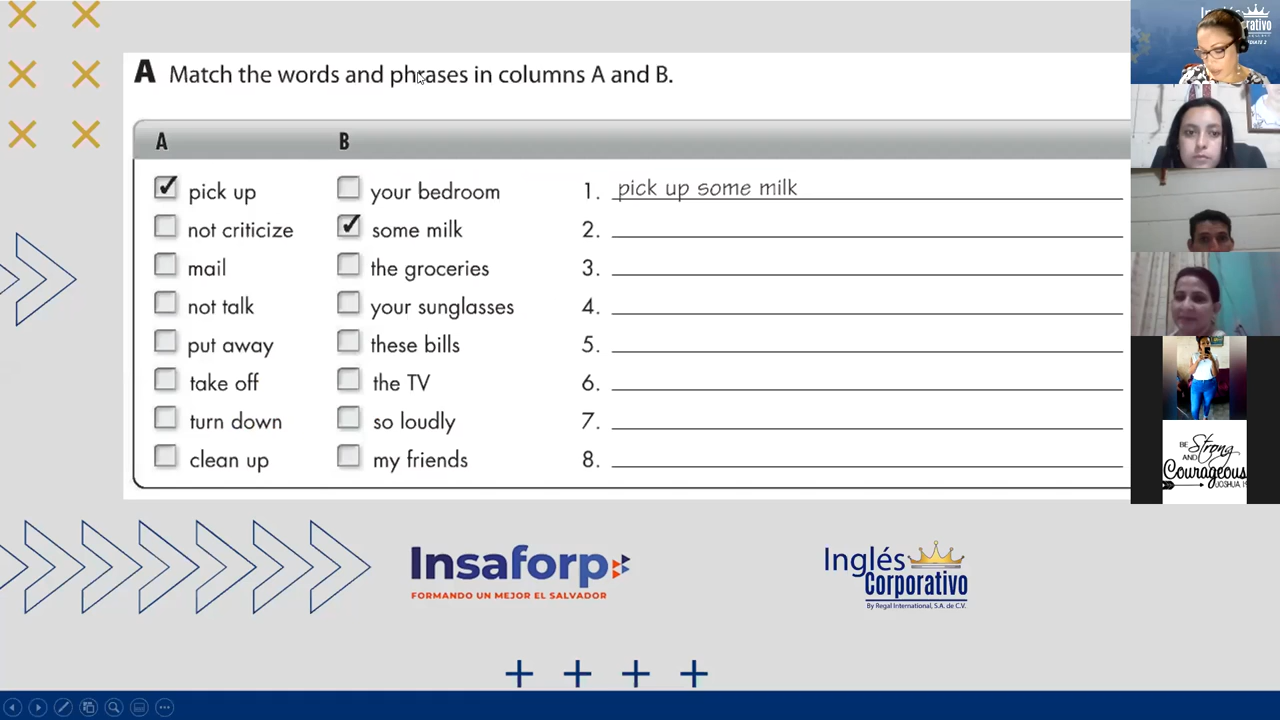 A Match the words and phrases in columns A and B.
A B
pick up your bedroom 1. pick up some milk
not criticize some milk 2.
mail the groceries 3.
not talk your sunglasses 4.
put away these bills 5.
take off the TV 6.
turn down so loudly 7.
clean up my friends 8.
Insaforp
FORMANDO UN MEJOR EL SALVADOR
Inglés
Corporativo
By Regal International, S.A. de C.V.
BE
Strong
AND
Courageous